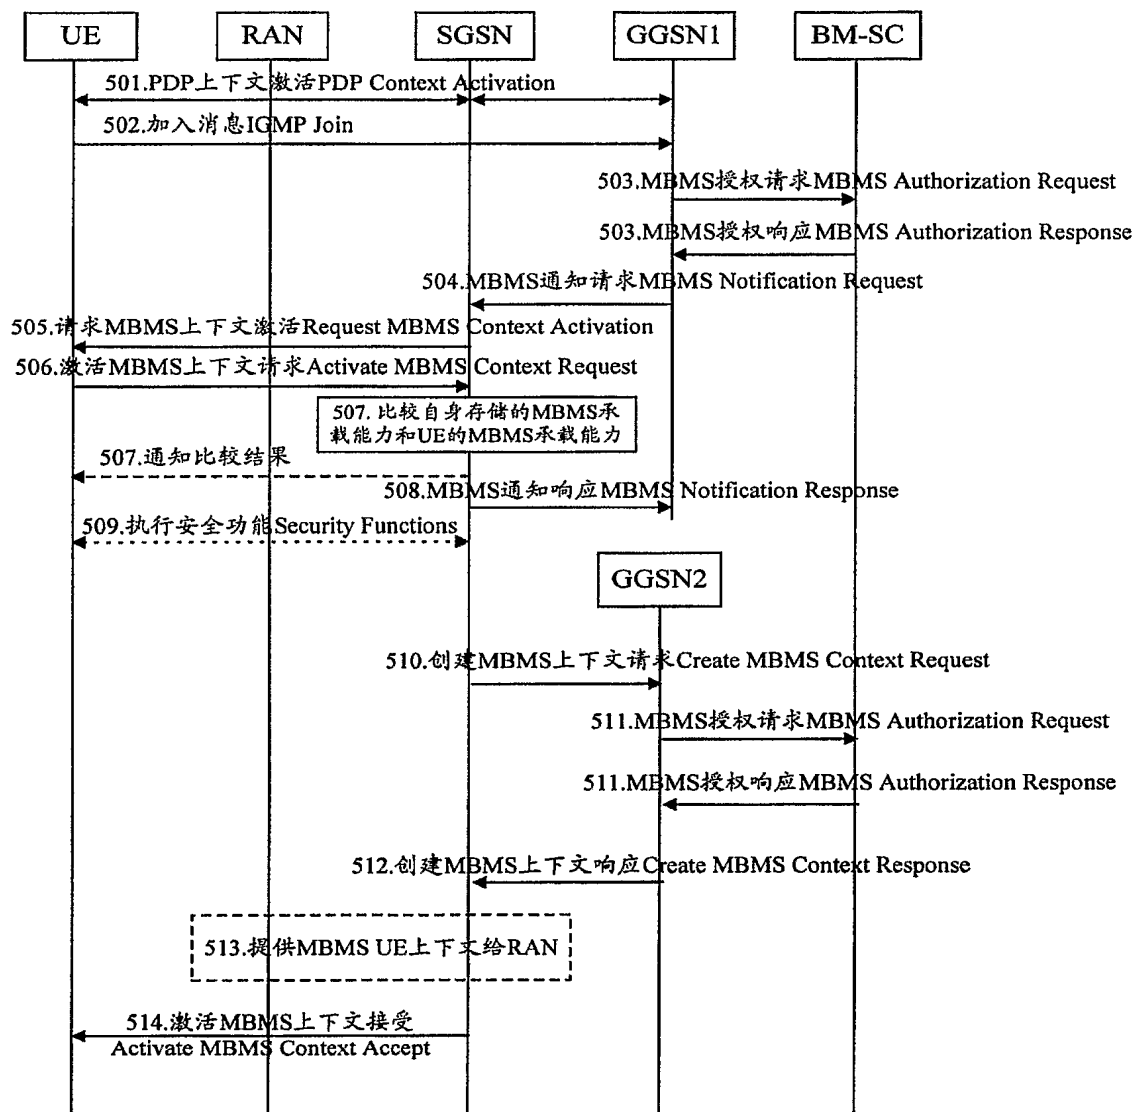 UE
RAN
SGSN
GGSN1
BM-SC
501.PDP上下文激活PDP Context Activation
502.加入消息IGMP Join
503.MBMS授权请求MBMS Authorization Request
503.MBMS授权响应MBMS Authorization Response
504.MBMS通知请求MBMS Notification Request
505.请求MBMS上下文激活Request MBMS Context Activation
506.激活MBMS上下文请求Activate MBMS Context Request
507. 比较自身存储的MBMS承
载能力和UE的MBMS承载能力
507.通知比较结果
508.MBMS通知响应MBMS Notification Response
509.执行安全功能Security Functions
GGSN2
510.创建MBMS上下文请求Create MBMS Context Request
511.MBMS授权请求MBMS Authorization Request
511.MBMS授权响应MBMS Authorization Response
512.创建MBMS上下文响应Create MBMS Context Response
513.提供MBMS UE上下文给RAN
514.激活MBMS上下文接受
Activate MBMS Context Accept